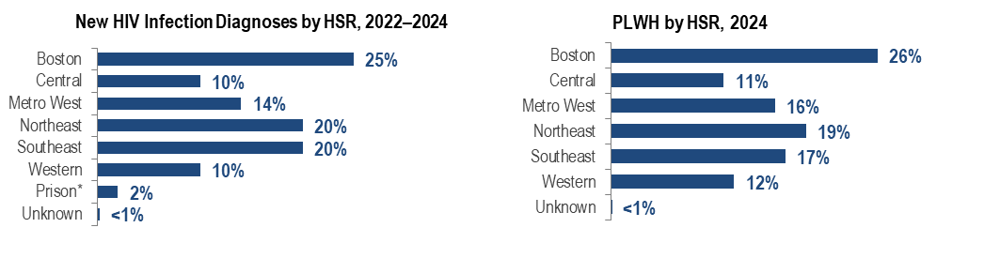 New HIV Infection Diagnoses by HSR, 2022–2024
Boston 25%
Central 10%
Metro West 14%
Northeast 20%
Southeast 20%
Western 10%
Prison* 2%
Unknown <1%
PLWH by HSR, 2024
Boston 26%
Central 11%
Metro West 16%
Northeast 19%
Southeast 17%
Western 12%
Unknown <1%